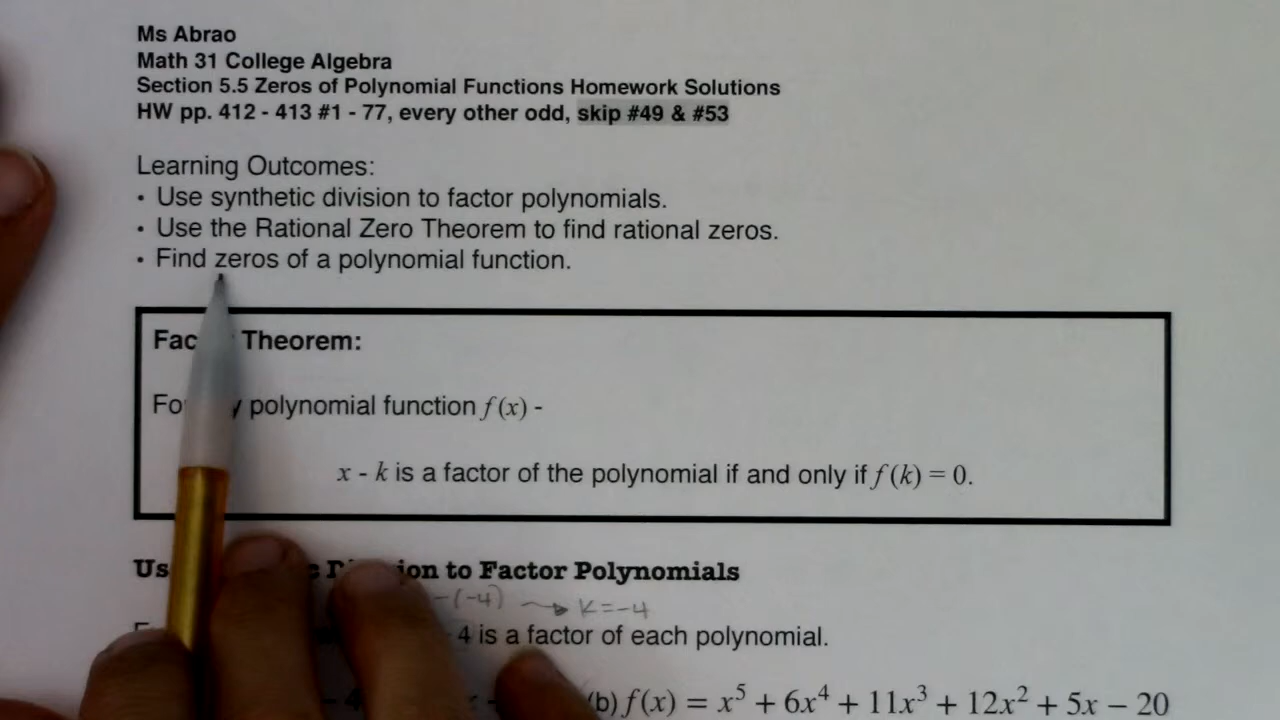 Ms Abrao
Math 31 College Algebra
Section 5.5 Zeros of Polynomial Functions Homework Solutions
HW pp. 412 - 413 #1 - 77, every other odd, skip #49 & #53
Learning Outcomes:
• Use synthetic division to factor polynomials.
• Use the Rational Zero Theorem to find rational zeros.
• Find zeros of a polynomial function.
Theorem:
polynomial function f(x) -
x - k is a factor of the polynomial if and only if f(k) = 0.
to Factor Polynomials
-(-4) → K=-4
4 is a factor of each polynomial.
(b) f(x) = x⁵ + 6x⁴ + 11x³ + 12x² + 5x − 20